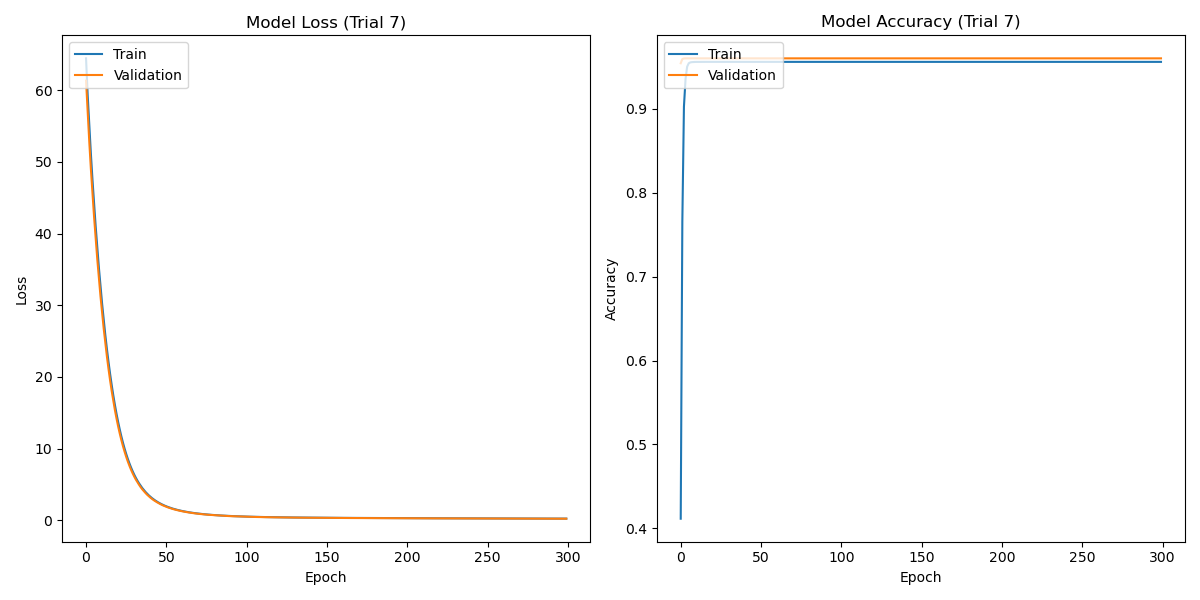 Model Loss (Trial 7)
Train
Validation
60
50
40
30
20
10
0
Loss
0 50 100 150 200 250 300
Epoch
Model Accuracy (Trial 7)
Train
Validation
0.9
0.8
0.7
0.6
0.5
0.4
Accuracy
0 50 100 150 200 250 300
Epoch